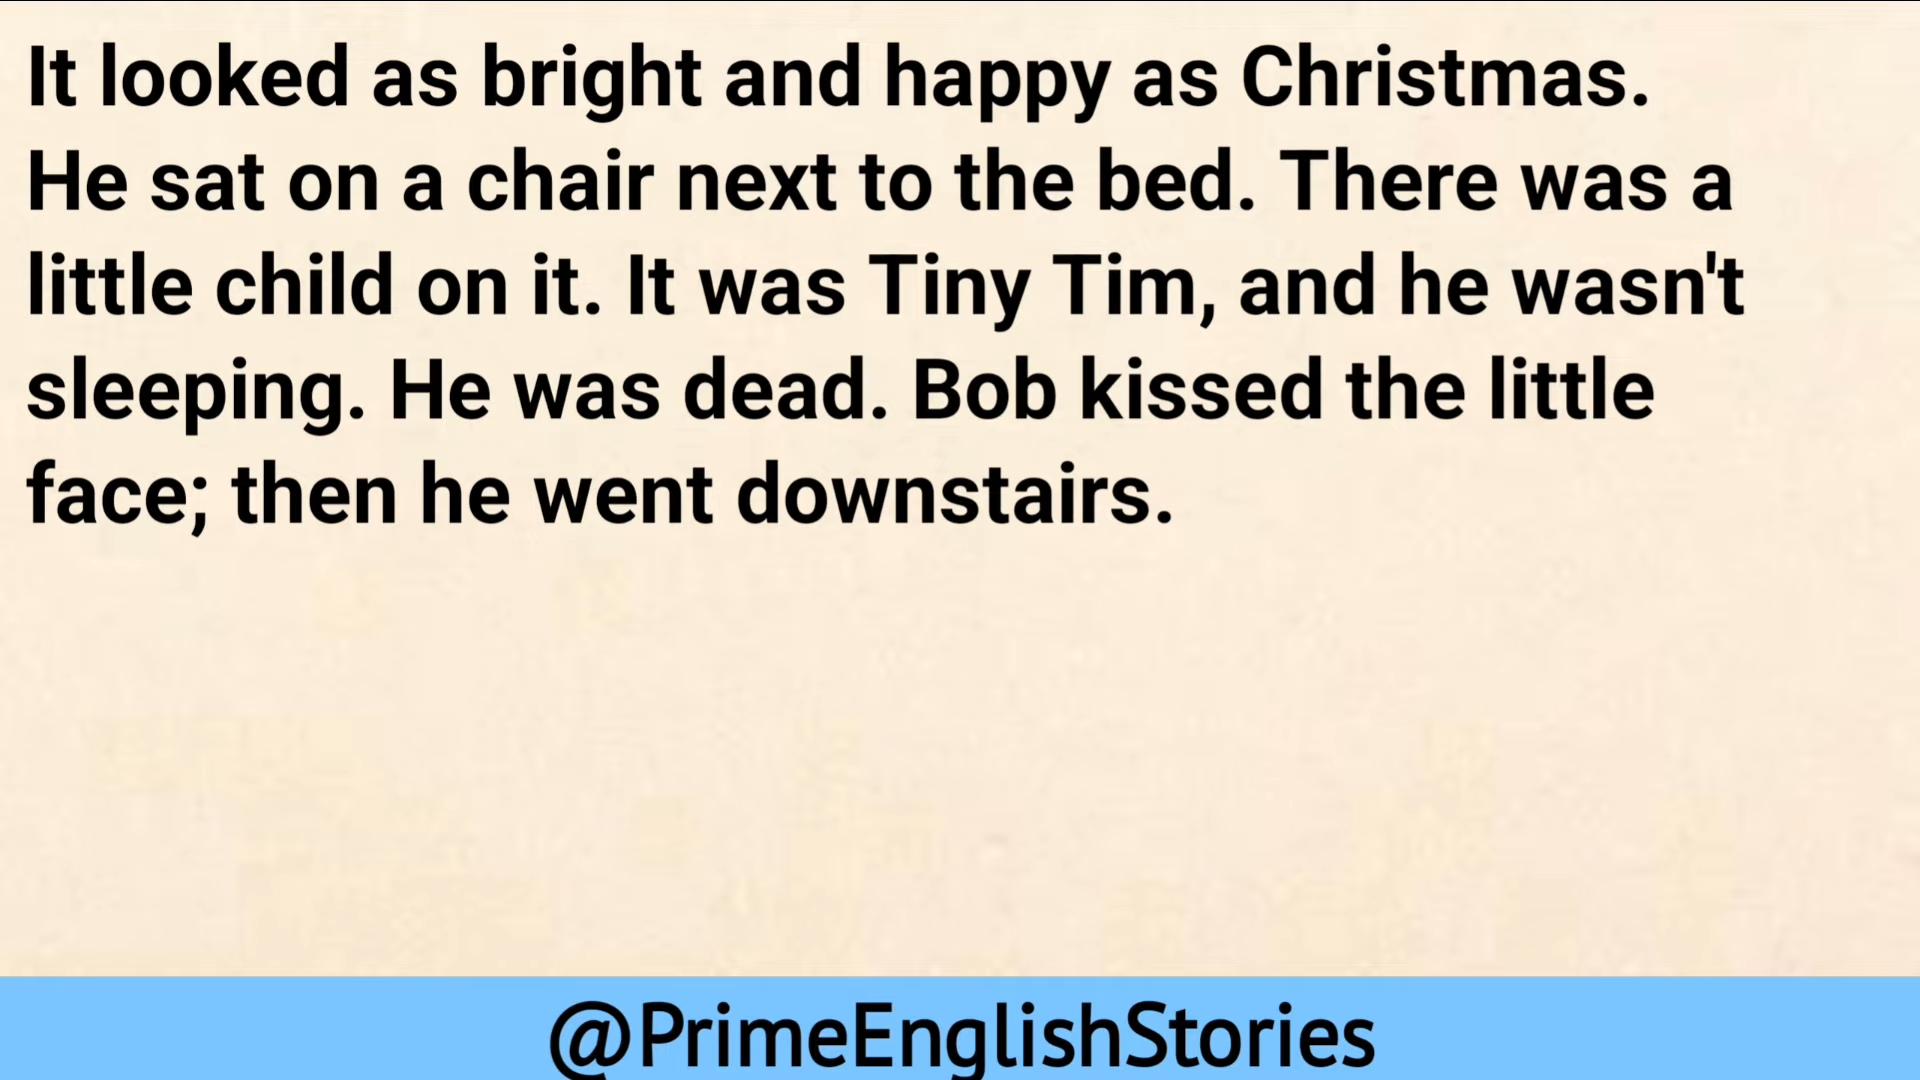 It looked as bright and happy as Christmas.
He sat on a chair next to the bed. There was a
little child on it. It was Tiny Tim, and he wasn't
sleeping. He was dead. Bob kissed the little
face; then he went downstairs.
@PrimeEnglishStories